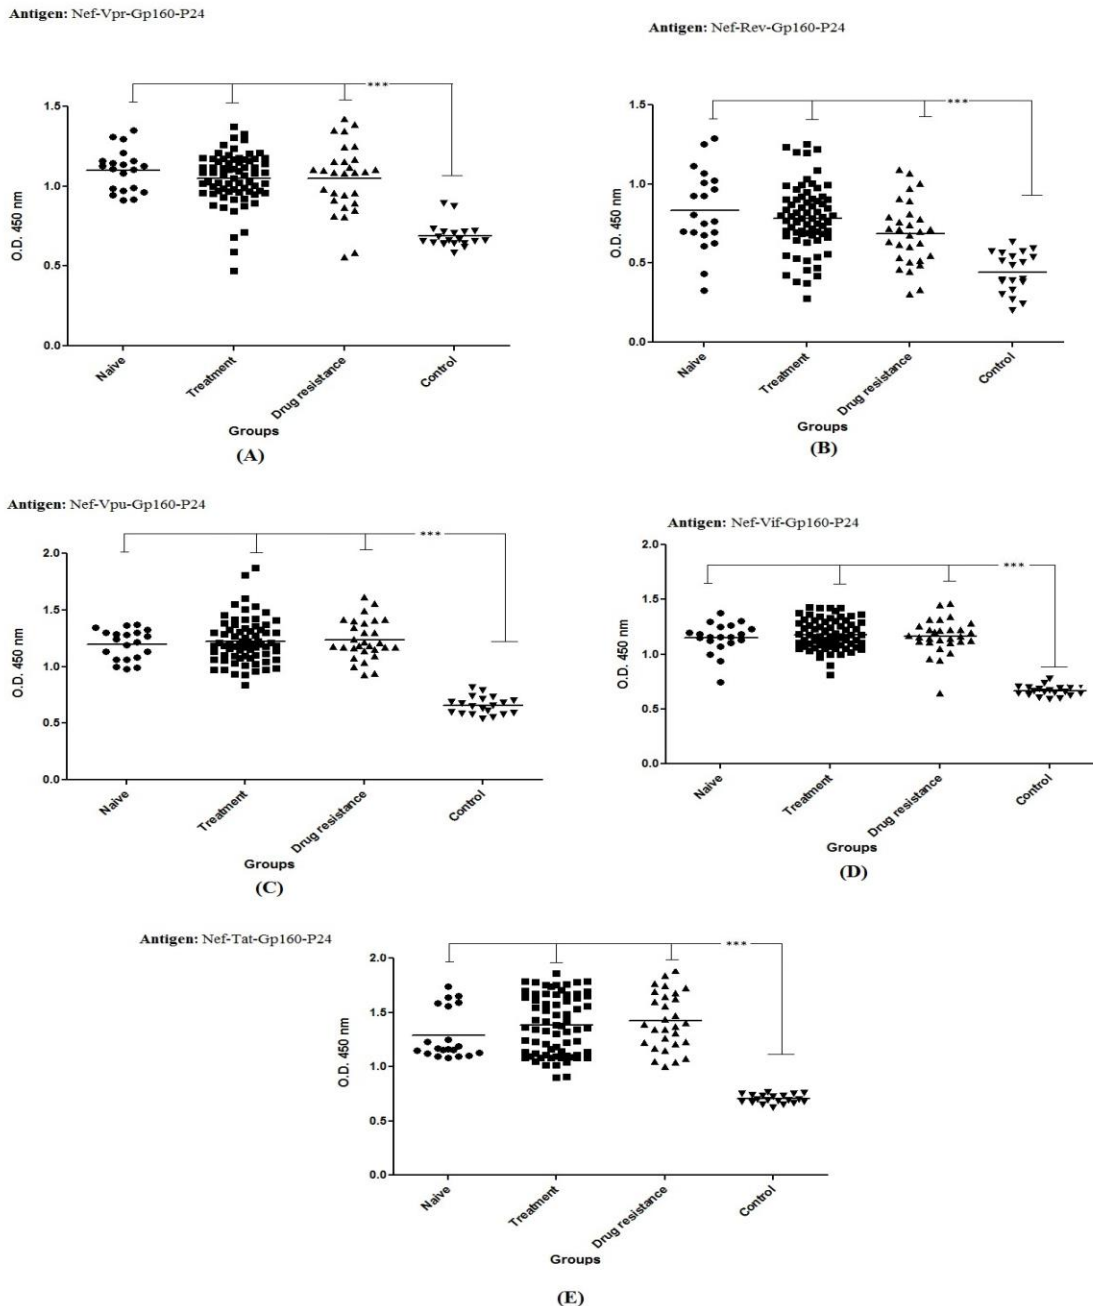 Antigen: Nef-Vpr-Gp160-P24
***
1.5
1.0
0.5
0.0
O.D. 450 nm
Naive
Treatment
Drug resistance
Control
Groups
(A)
Antigen: Nef-Rev-Gp160-P24
***
1.5
1.0
0.5
0.0
O.D. 450 nm
Naive
Treatment
Drug resistance
Control
Groups
(B)
Antigen: Nef-Vpu-Gp160-P24
***
2.0
1.5
1.0
0.5
0.0
O.D. 450 nm
Naive
Treatment
Drug resistance
Control
Groups
(C)
Antigen: Nef-Vif-Gp160-P24
***
2.0
1.5
1.0
0.5
0.0
O.D. 450 nm
Naive
Treatment
Drug resistance
Control
Groups
(D)
Antigen: Nef-Tat-Gp160-P24
***
2.0
1.5
1.0
0.5
0.0
O.D. 450 nm
Naive
Treatment
Drug resistance
Control
Groups
(E)